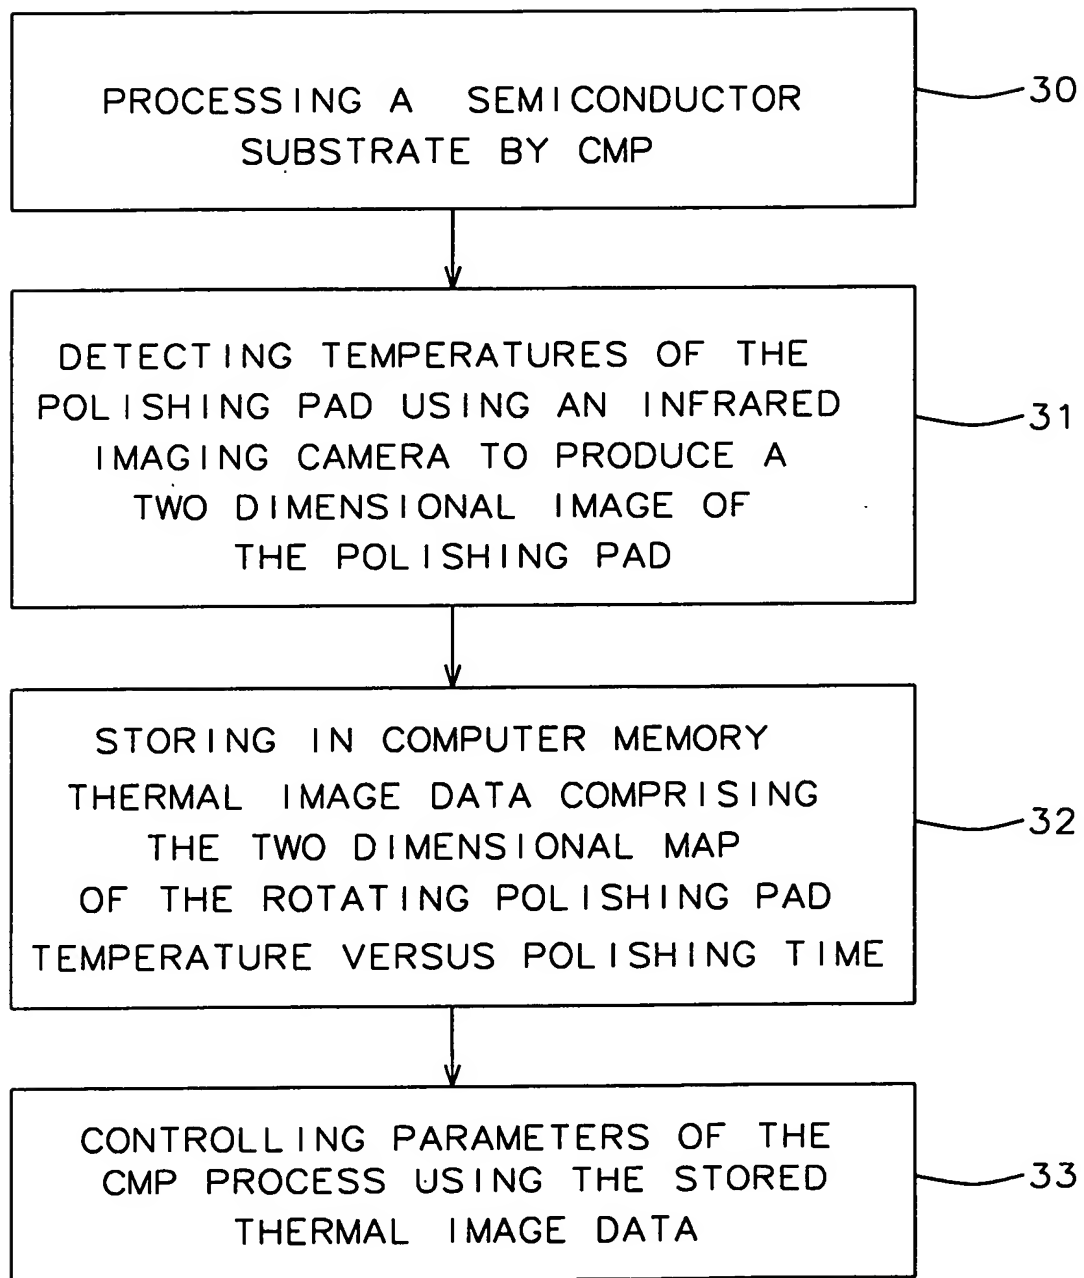 PROCESSING A SEMICONDUCTOR
SUBSTRATE BY CMP
30
DETECTING TEMPERATURES OF THE
POLISHING PAD USING AN INFRARED
IMAGING CAMERA TO PRODUCE A
TWO DIMENSIONAL IMAGE OF
THE POLISHING PAD
31
STORING IN COMPUTER MEMORY
THERMAL IMAGE DATA COMPRISING
THE TWO DIMENSIONAL MAP
OF THE ROTATING POLISHING PAD
TEMPERATURE VERSUS POLISHING TIME
32
CONTROLLING PARAMETERS OF THE
CMP PROCESS USING THE STORED
THERMAL IMAGE DATA
33